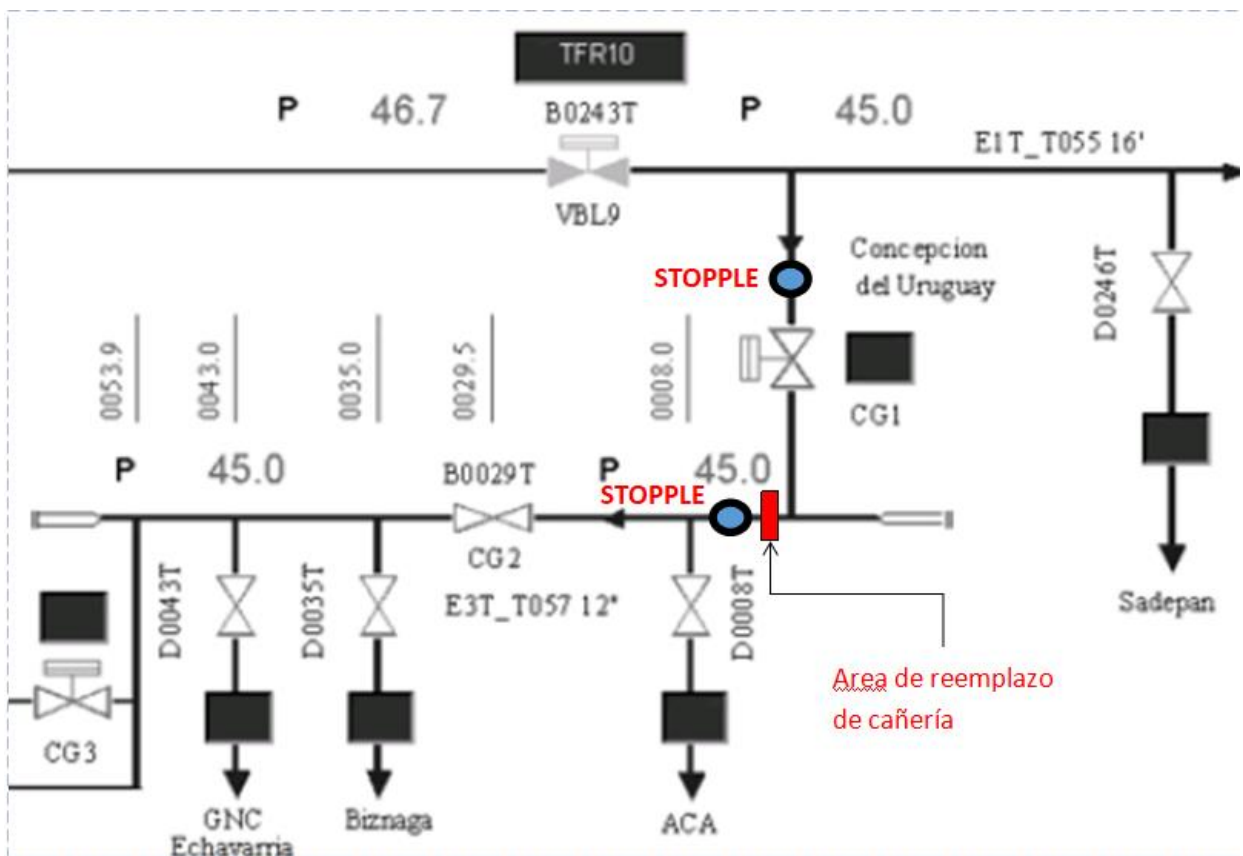 TFR10
P 46.7 B0243T P 45.0
E1T_T055 16'
VBL9
STOPPLE
Concepcion
del Uruguay
D0246T
0053.9
0043.0
0035.0
0029.5
0008.0
CG1
P 45.0 B0029T P 45.0
STOPPLE
CG2
D0043T
D0035T
E3T_T057 12"
D0008T
Sadepan
Area de reemplazo
de cañería
CG3
GNC
Echavarria
Biznaga
ACA